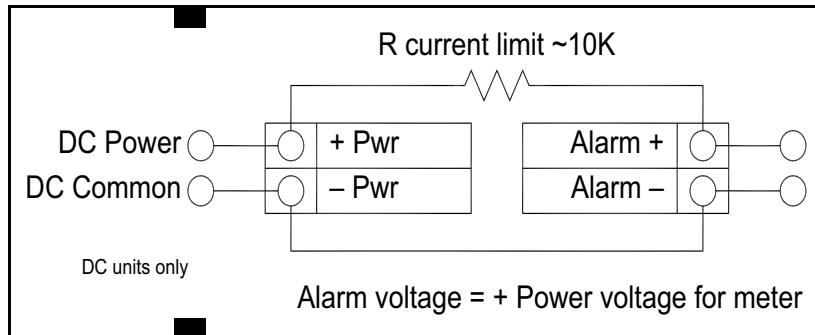 R current limit ~10K
DC Power
+ Pwr
Alarm +
DC Common
– Pwr
Alarm –
DC units only
Alarm voltage = + Power voltage for meter